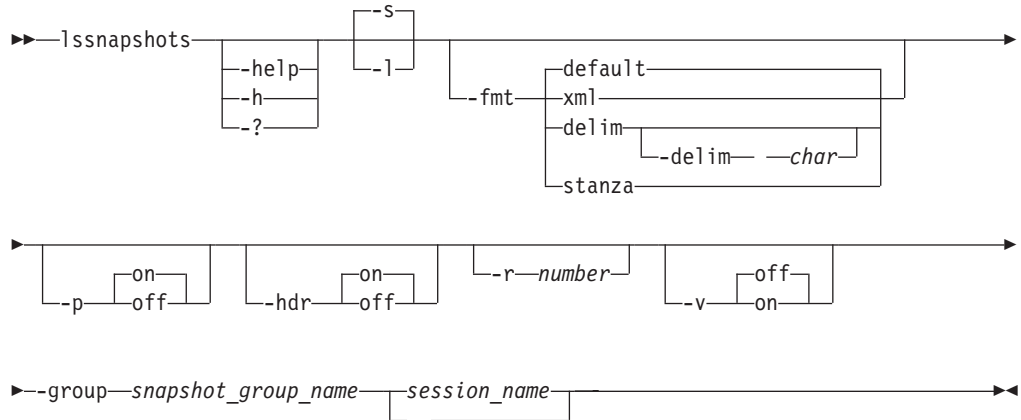 -s
lssnapshots
-help -l default
-h -fmt xml
-? delim
-delim char
stanza
on on -r number off
-p off -hdr off -v on
-group snapshot_group_name session_name